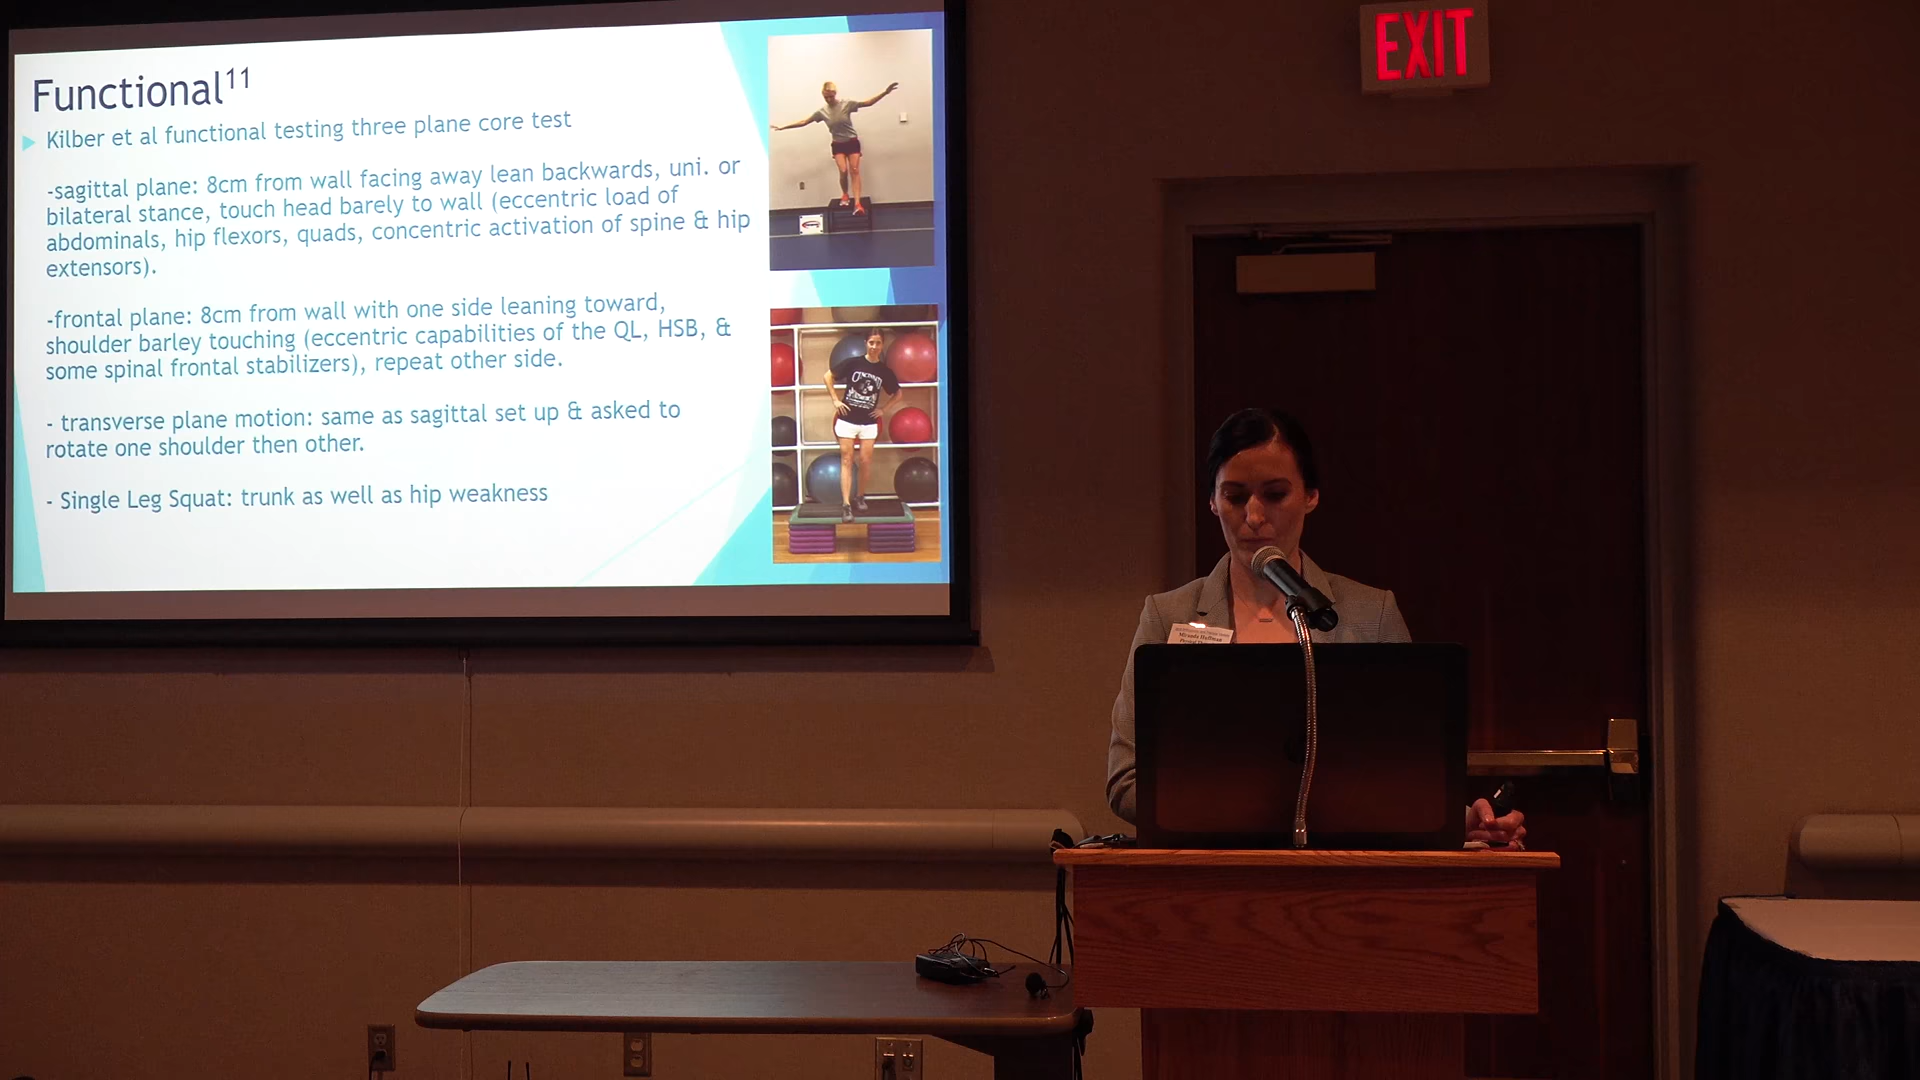 Functional11
Kilber et al functional testing three plane core test
-sagittal plane: 8cm from wall facing away lean backwards, uni. or
bilateral stance, touch head barely to wall (eccentric load of
abdominals, hip flexors, quads, concentric activation of spine & hip
extensors).
-frontal plane: 8cm from wall with one side leaning toward,
shoulder barley touching (eccentric capabilities of the QL, HSB, &
some spinal frontal stabilizers), repeat other side.
- transverse plane motion: same as sagittal set up & asked to
rotate one shoulder then other.
- Single Leg Squat: trunk as well as hip weakness
EXIT
Miranda Huffman